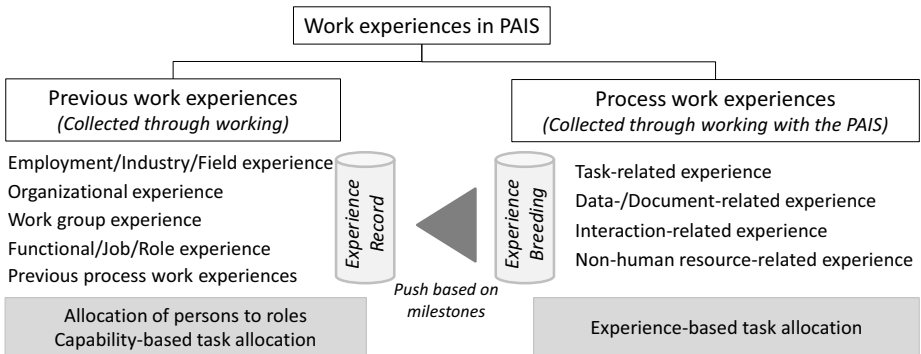 Work experiences in PAIS
Previous work experiences
(Collected through working)
Process work experiences
(Collected through working with the PAIS)
Employment/Industry/Field experience
Organizational experience
Work group experience
Functional/Job/Role experience
Previous process work experiences
Experience
Record
Push based on
milestones
Experience
Breeding
Task-related experience
Data-/Document-related experience
Interaction-related experience
Non-human resource-related experience
Allocation of persons to roles
Capability-based task allocation
Experience-based task allocation